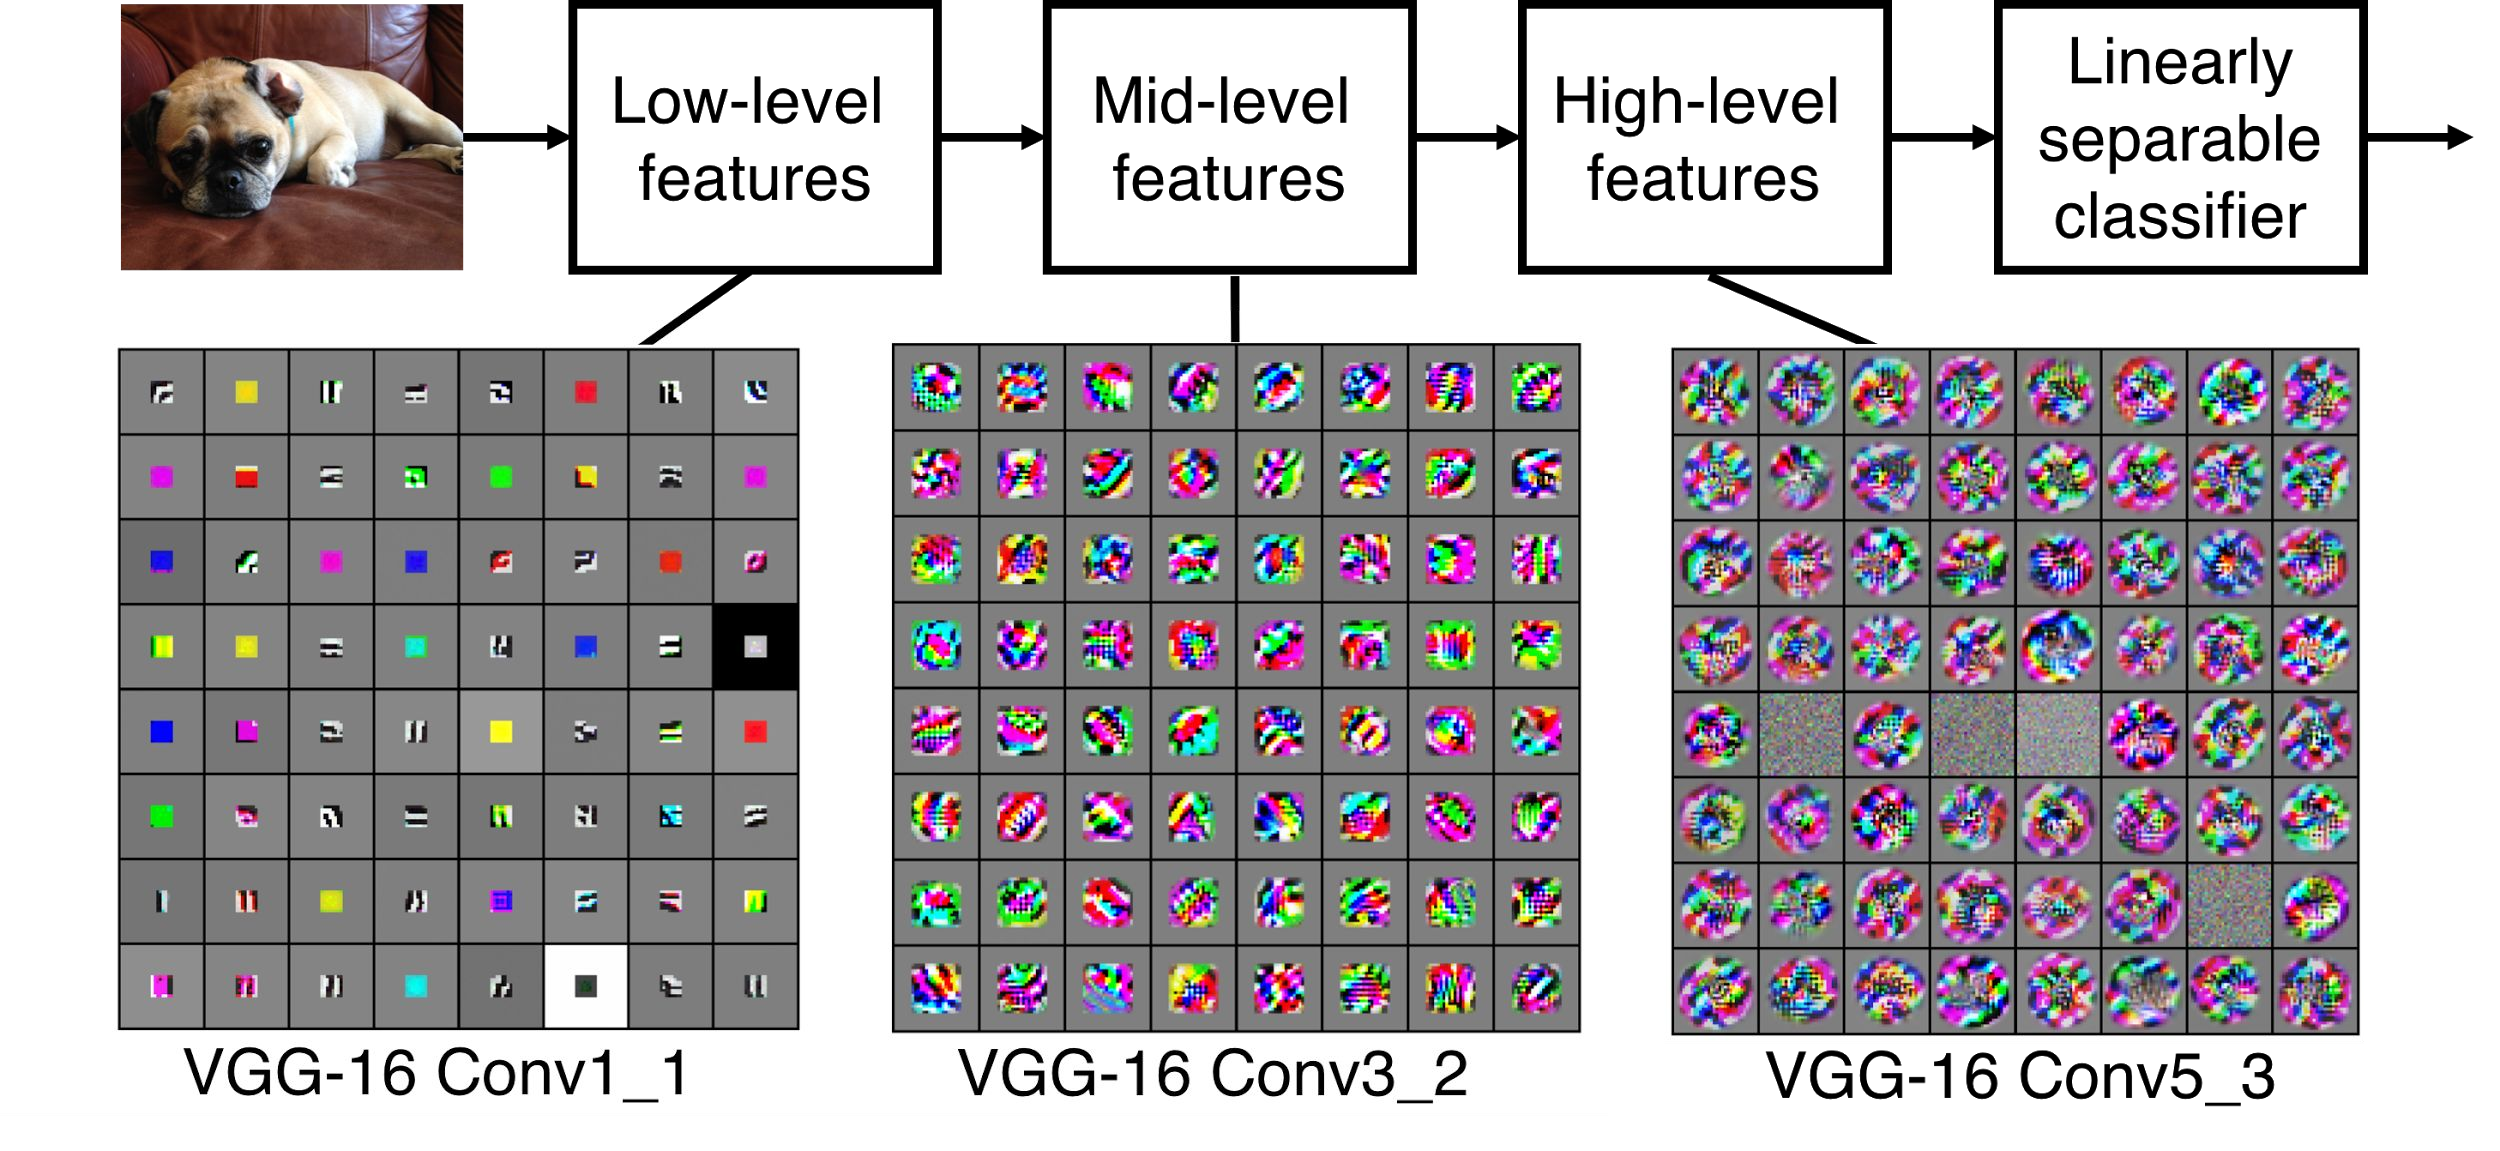 Low-level
features
Mid-level
features
High-level
features
Linearly
separable
classifier
VGG-16 Conv1_1
VGG-16 Conv3_2
VGG-16 Conv5_3